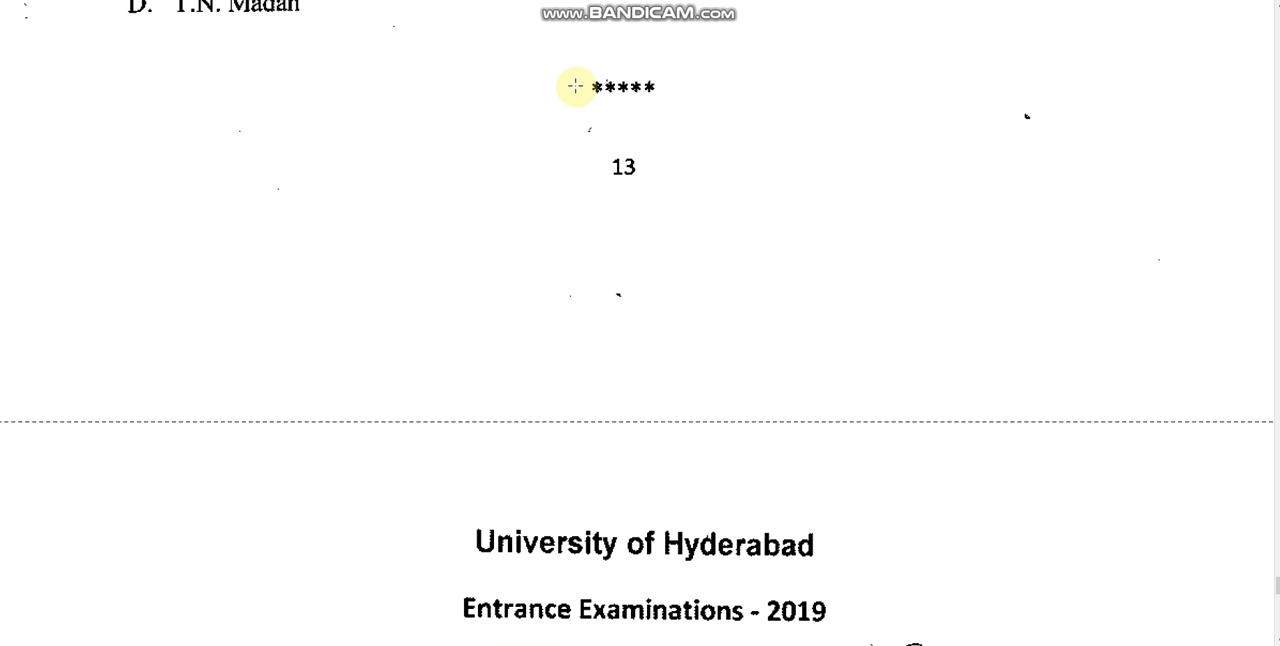 D. T.N. Madan
www.BANDICAM.com
*****
13
University of Hyderabad
Entrance Examinations - 2019